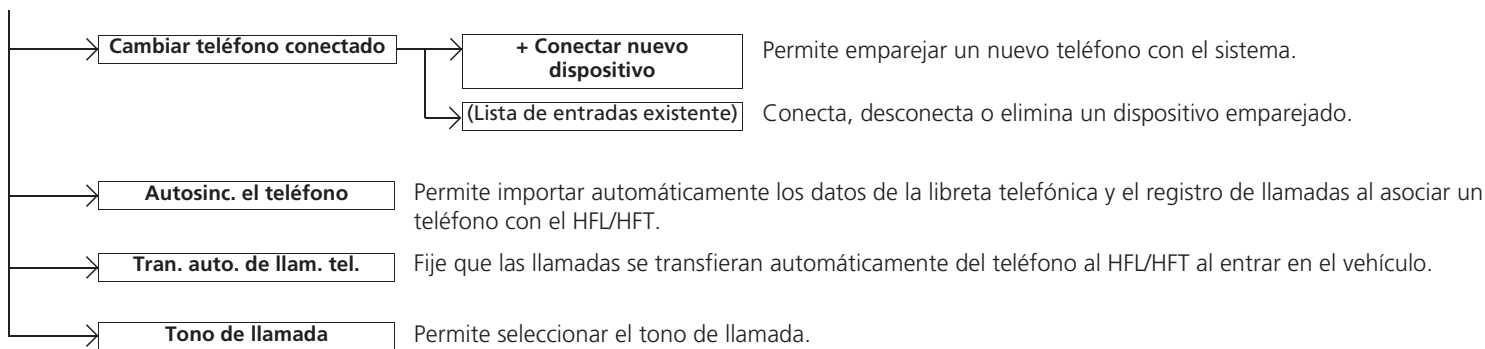 Cambiar teléfono conectado
+ Conectar nuevo
dispositivo
Permite emparejar un nuevo teléfono con el sistema.
(Lista de entradas existente)
Conecta, desconecta o elimina un dispositivo emparejado.
Autosinc. el teléfono
Permite importar automáticamente los datos de la libreta telefónica y el registro de llamadas al asociar un
teléfono con el HFL/HFT.
Tran. auto. de llam. tel.
Fije que las llamadas se transfieran automáticamente del teléfono al HFL/HFT al entrar en el vehículo.
Tono de llamada
Permite seleccionar el tono de llamada.